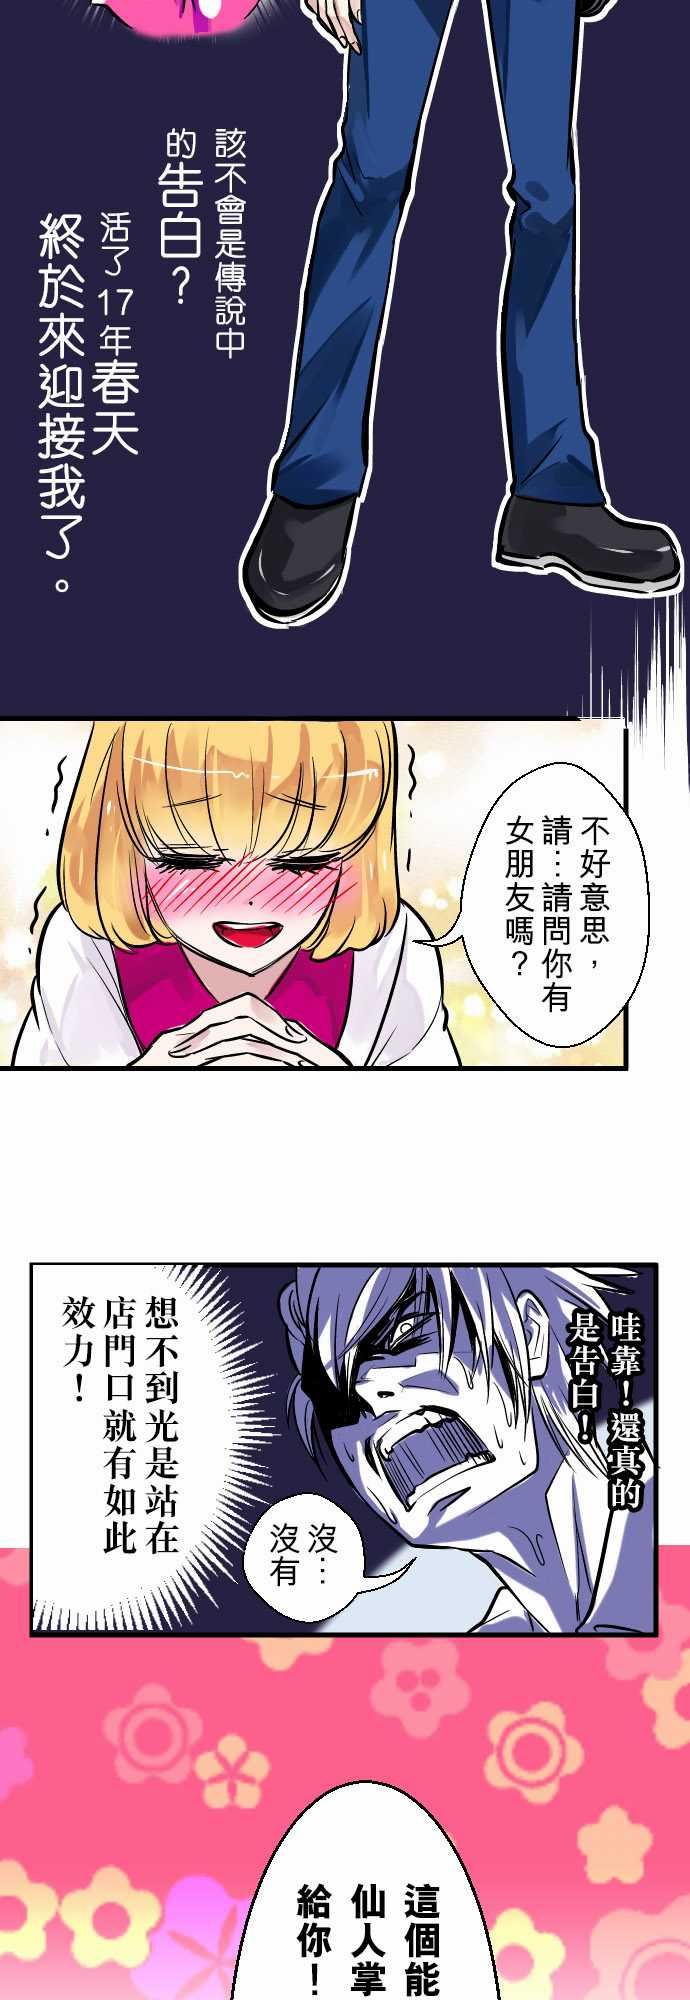 該不會是傳說中
的告白？
活了17年春天
終於來迎接我了。
不好意思，
請…請問你有
女朋友嗎？
哇靠！還真的
是告白！
想不到光是站在
店門口就有如此
效力！
沒…
沒有
這個能
仙人掌
給你！